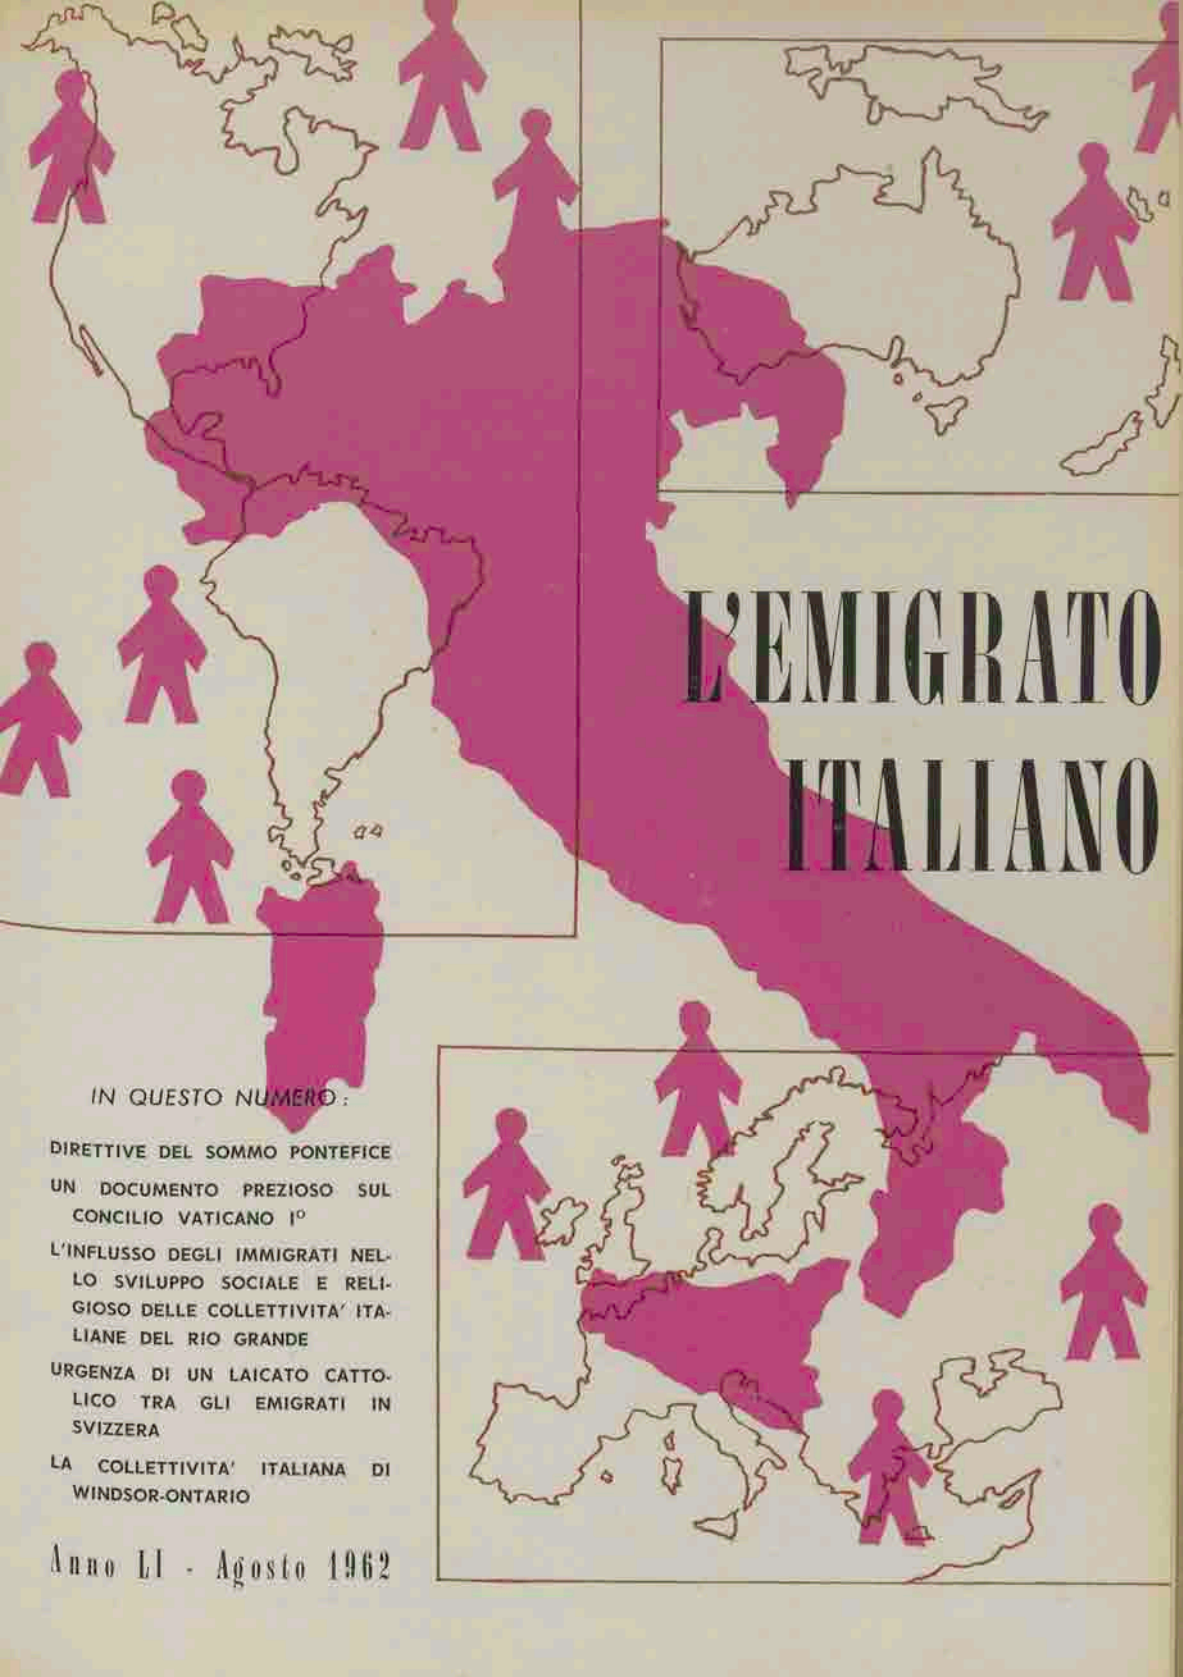 L'EMIGRATO
ITALIANO
IN QUESTO NUMERO :
DIRETTIVE DEL SOMMO PONTEFICE
UN DOCUMENTO PREZIOSO SUL
CONCILIO VATICANO I°
L'INFLUSSO DEGLI IMMIGRATI NEL-
LO SVILUPPO SOCIALE E RELI-
GIOSO DELLE COLLETTIVITA' ITA-
LIANE DEL RIO GRANDE
URGENZA DI UN LAICATO CATTO-
LICO TRA GLI EMIGRATI IN
SVIZZERA
LA COLLETTIVITA' ITALIANA DI
WINDSOR-ONTARIO
Anno LI - Agosto 1962